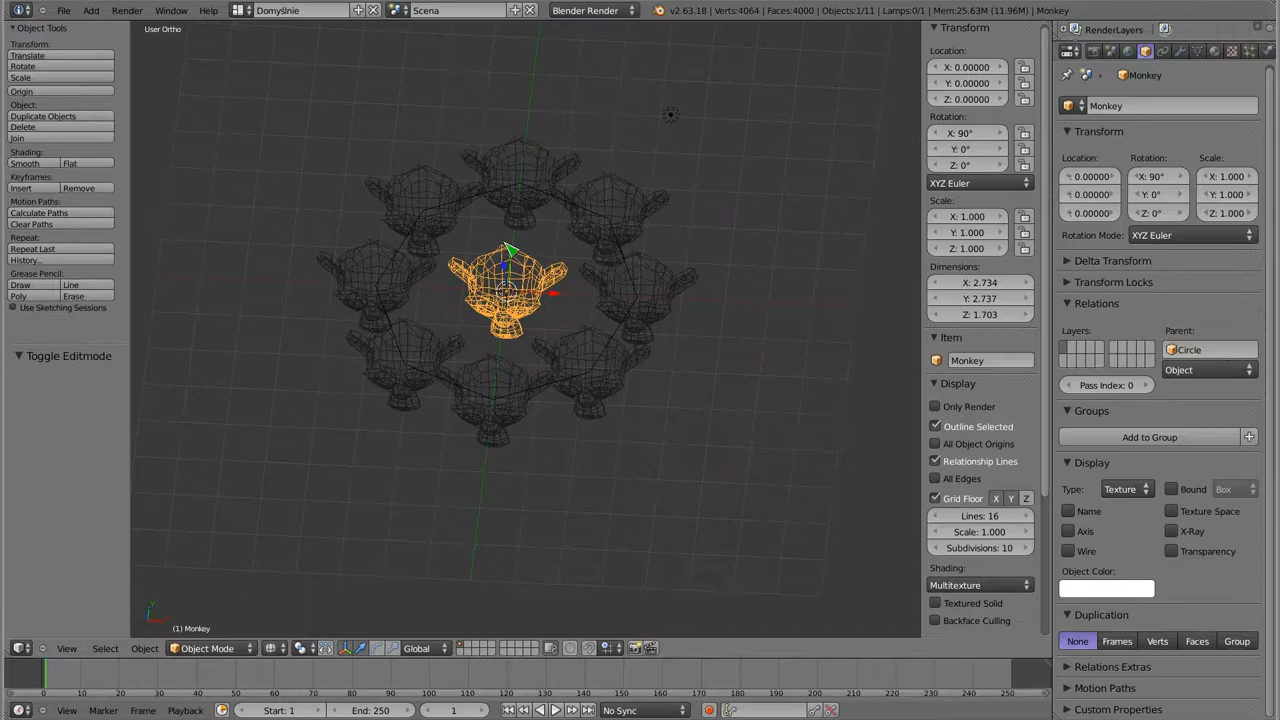 File Add Render Window Help Domyślnie Scena Blender Render v2.63.18 | Verts:4064 | Faces:4000 | Objects:1/11 | Lamps:0/1 | Mem:25.63M (11.96M) | Monkey
Object Tools
Transform:
Translate
Rotate
Scale
Origin
Object:
Duplicate Objects
Delete
Join
Shading:
Smooth Flat
Keyframes:
Insert Remove
Motion Paths:
Calculate Paths
Clear Paths
Repeat:
Repeat Last
History...
Grease Pencil:
Draw Line
Poly Erase
Use Sketching Sessions
Toggle Editmode
User Ortho
(1) Monkey
Transform
Location:
X: 0.00000
Y: 0.00000
Z: 0.00000
Rotation:
X: 90°
Y: 0°
Z: 0°
XYZ Euler
Scale:
X: 1.000
Y: 1.000
Z: 1.000
Dimensions:
X: 2.734
Y: 2.737
Z: 1.703
Item
Monkey
Display
Only Render
Outline Selected
All Object Origins
Relationship Lines
All Edges
Grid Floor X Y Z
Lines: 16
Scale: 1.000
Subdivisions: 10
Shading:
Multitexture
Textured Solid
Backface Culling
RenderLayers
Monkey
Monkey
Transform
Location: Rotation: Scale:
0.00000 X: 90° X: 1.000
0.00000 Y: 0° Y: 1.000
0.00000 Z: 0° Z: 1.000
Rotation Mode: XYZ Euler
Delta Transform
Transform Locks
Relations
Layers: Parent:
Circle
Object
Pass Index: 0
Groups
Add to Group
Display
Type: Texture Bound Box
Name Texture Space
Axis X-Ray
Wire Transparency
Object Color:
Duplication
None Frames Verts Faces Group
Relations Extras
Motion Paths
Custom Properties
View Select Object Object Mode Global
0 10 20 30 40 50 60 70 80 90 100 110 120 130 140 150 160 170 180 190 200 210 220 230 240 250
View Marker Frame Playback Start: 1 End: 250 1 No Sync